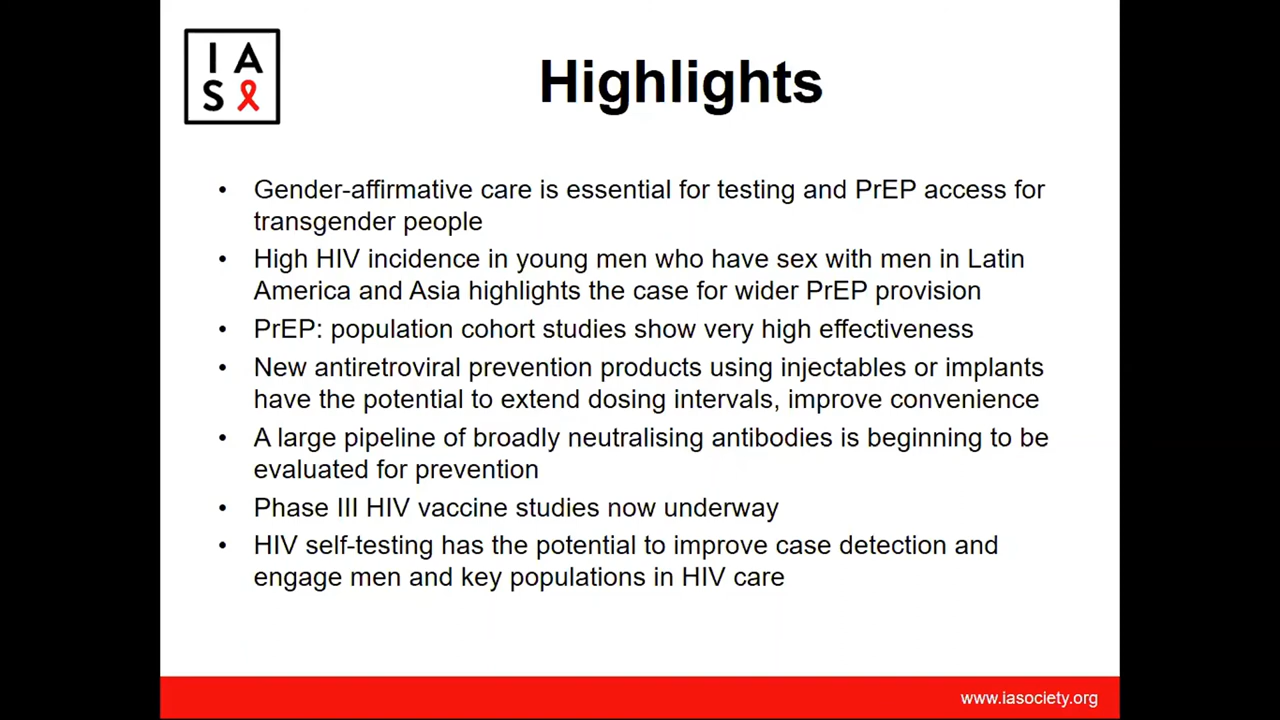 I A
S
Highlights
• Gender-affirmative care is essential for testing and PrEP access for
transgender people
• High HIV incidence in young men who have sex with men in Latin
America and Asia highlights the case for wider PrEP provision
• PrEP: population cohort studies show very high effectiveness
• New antiretroviral prevention products using injectables or implants
have the potential to extend dosing intervals, improve convenience
• A large pipeline of broadly neutralising antibodies is beginning to be
evaluated for prevention
• Phase III HIV vaccine studies now underway
• HIV self-testing has the potential to improve case detection and
engage men and key populations in HIV care
www.iasociety.org